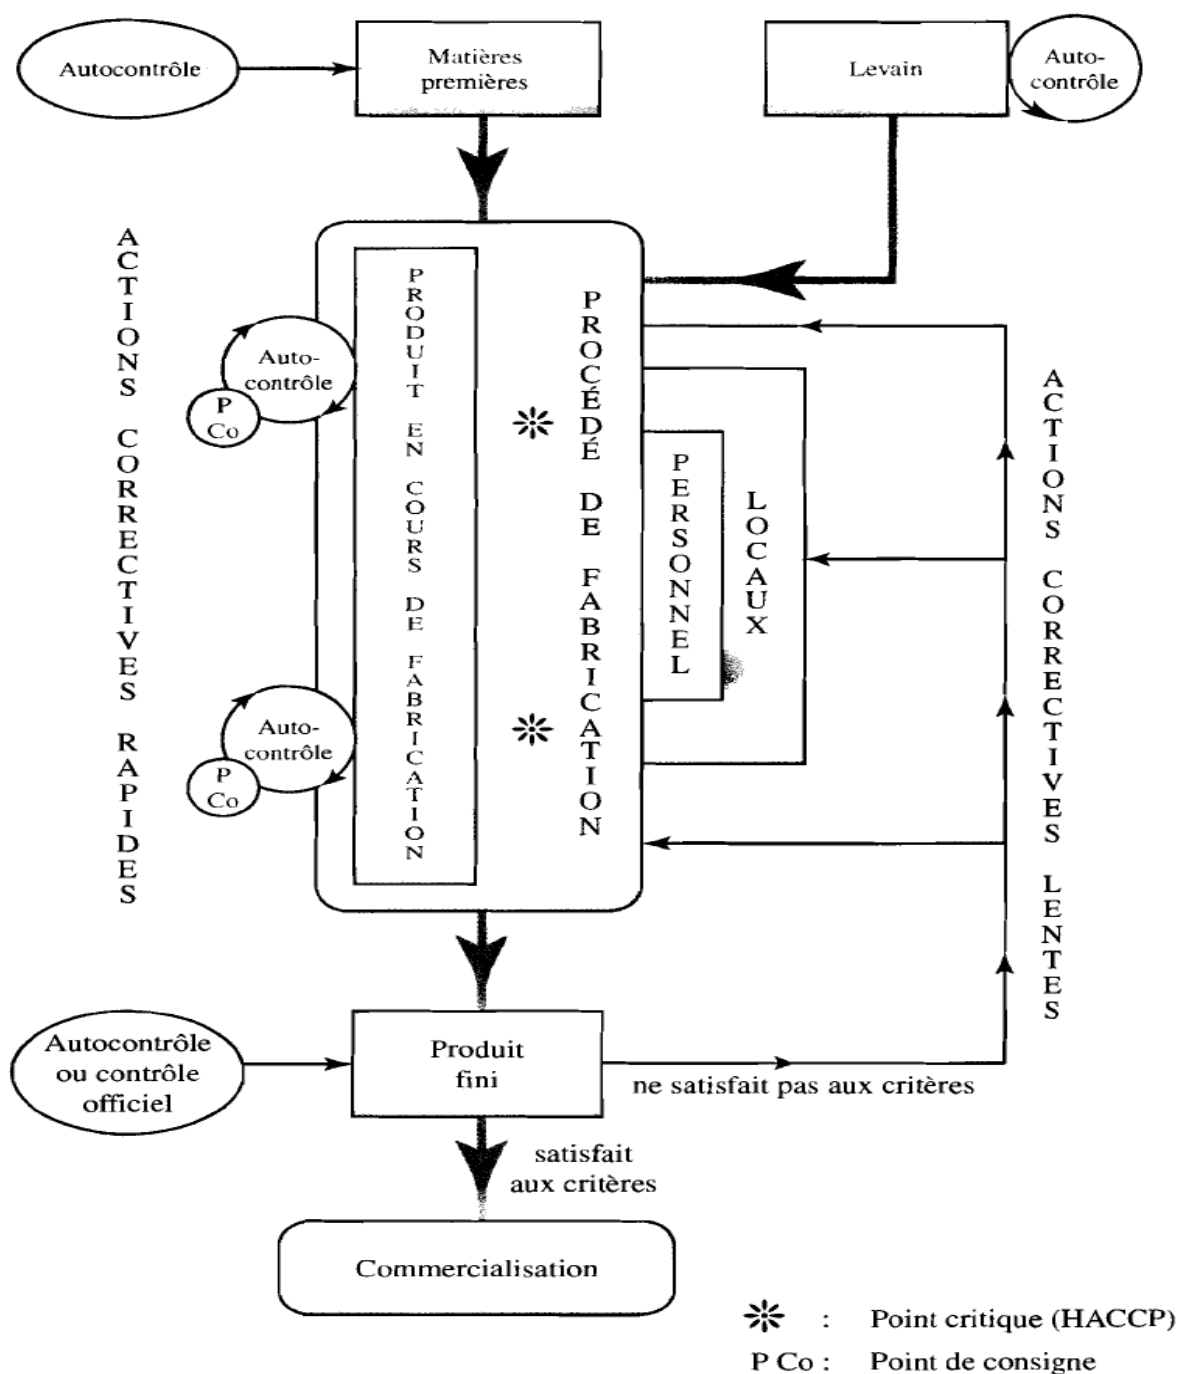 Autocontrôle
Matières
premières
Levain
Auto-
contrôle
ACTIONS CORRECTIVES RAPIDES
Auto-
contrôle
P
Co
PRODUIT EN COURS DE FABRICATION
PROCÉDÉ DE FABRICATION
PERSONNEL
LOCAUX
ACTIONS CORRECTIVES LENTES
Auto-
contrôle
P
Co
Autocontrôle
ou contrôle
officiel
Produit
fini
ne satisfait pas aux critères
satisfait
aux critères
Commercialisation
: Point critique (HACCP)
P Co : Point de consigne